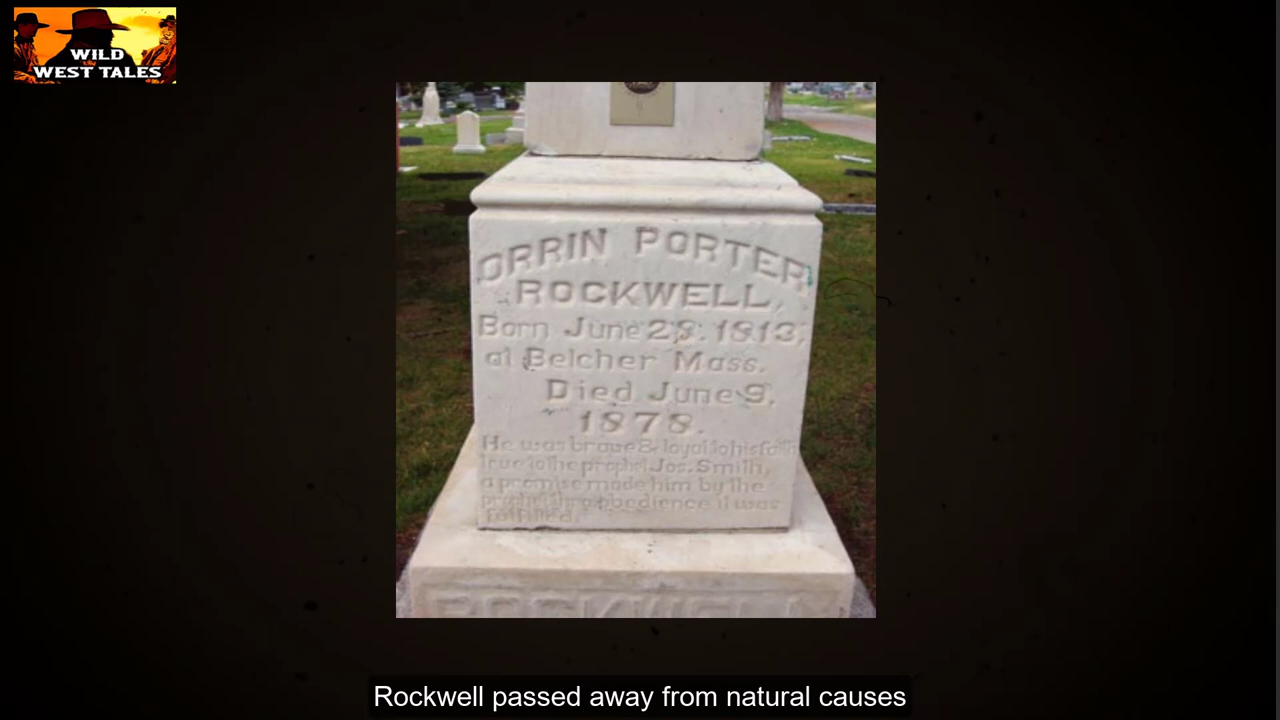 WILD
WEST TALES
ORRIN PORTER
ROCKWELL,
Born June 28. 1813,
at Belcher Mass.
Died June 9,
1878.
He was brave & loyal to his faith
True to the prophet Jos. Smith,
a promise made him by the
prophet thro obedience it was
fulfilled.
ROCKWELL
Rockwell passed away from natural causes